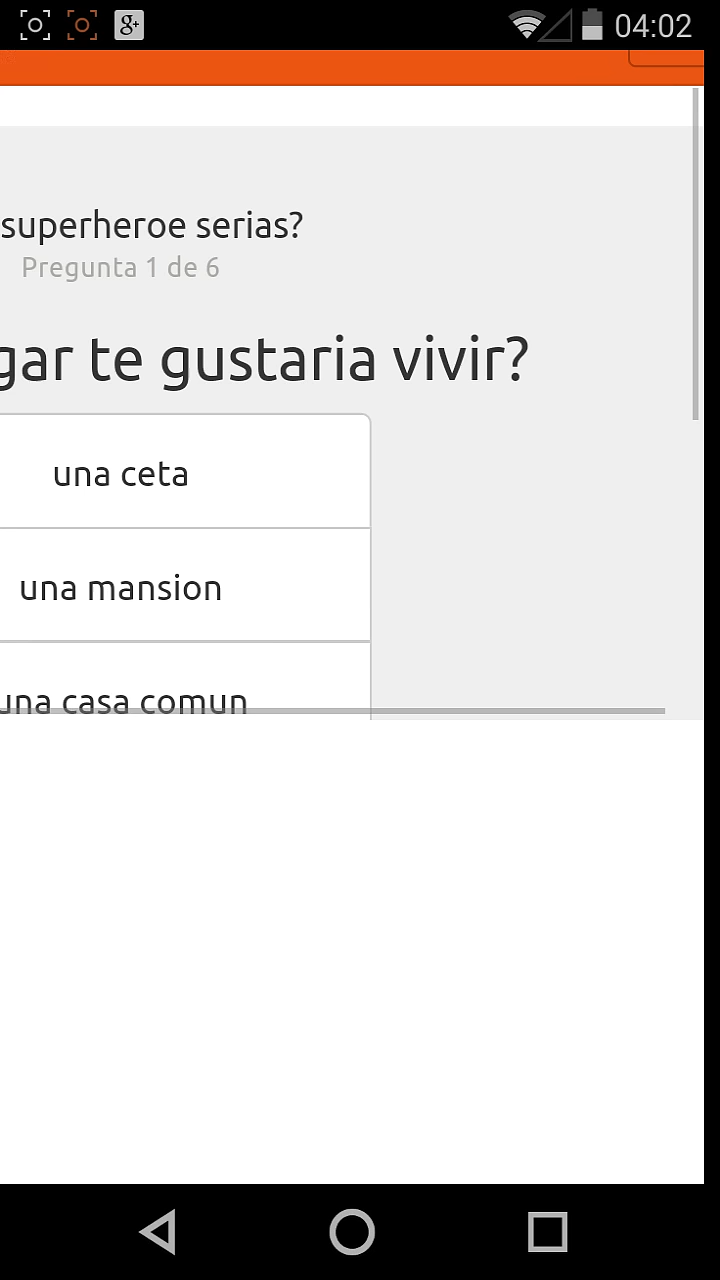 04:02
superheroe serias?
Pregunta 1 de 6
gar te gustaria vivir?
una ceta
una mansion
una casa comun